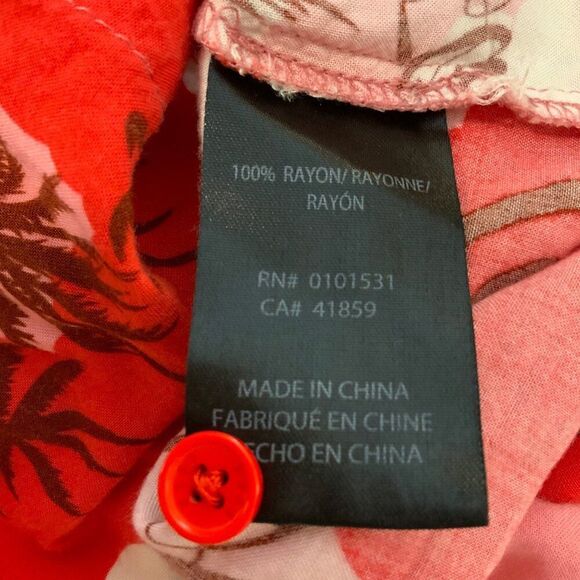 100% RAYON/ RAYONNE/
RAYÓN
RN# 0101531
CA# 41859
MADE IN CHINA
FABRIQUÉ EN CHINE
ECHO EN CHINA